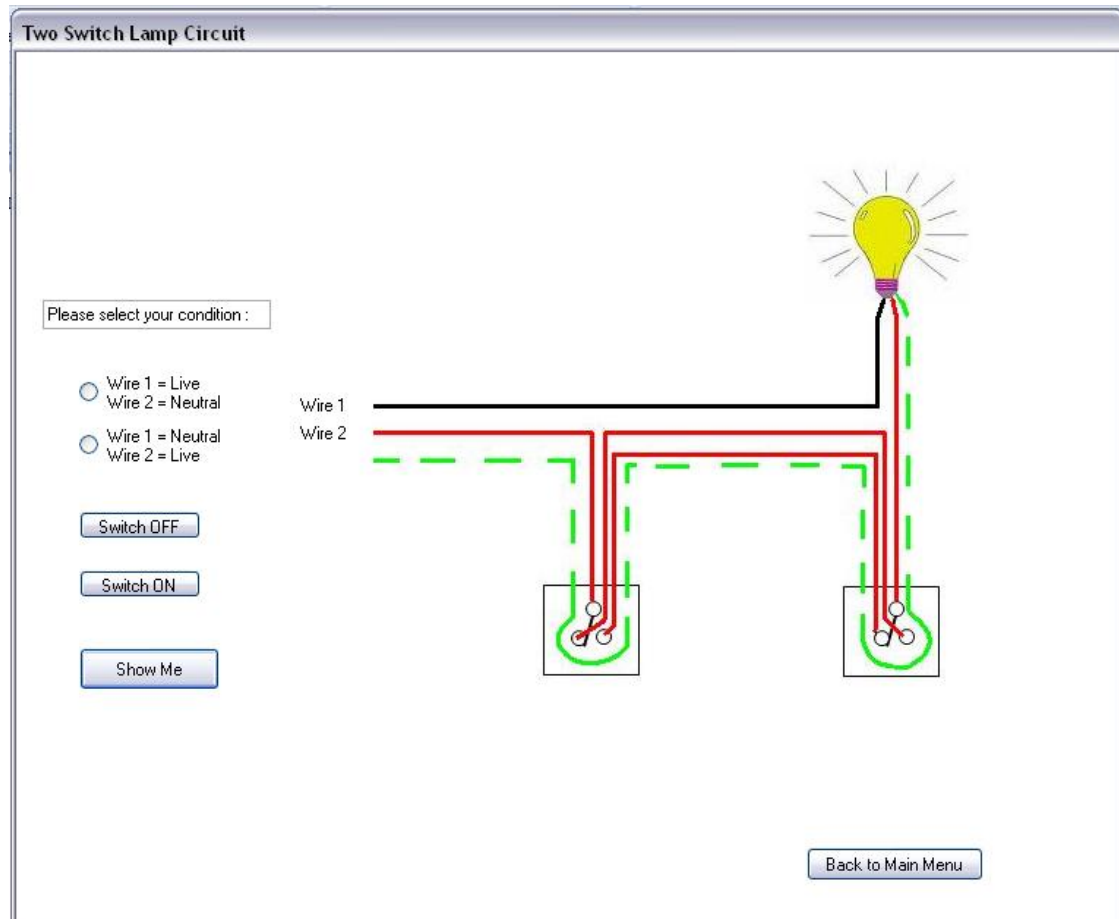 Two Switch Lamp Circuit
Please select your condition :
Wire 1 = Live
Wire 2 = Neutral
Wire 1 = Neutral
Wire 2 = Live
Wire 1
Wire 2
Switch OFF
Switch ON
Show Me
Back to Main Menu